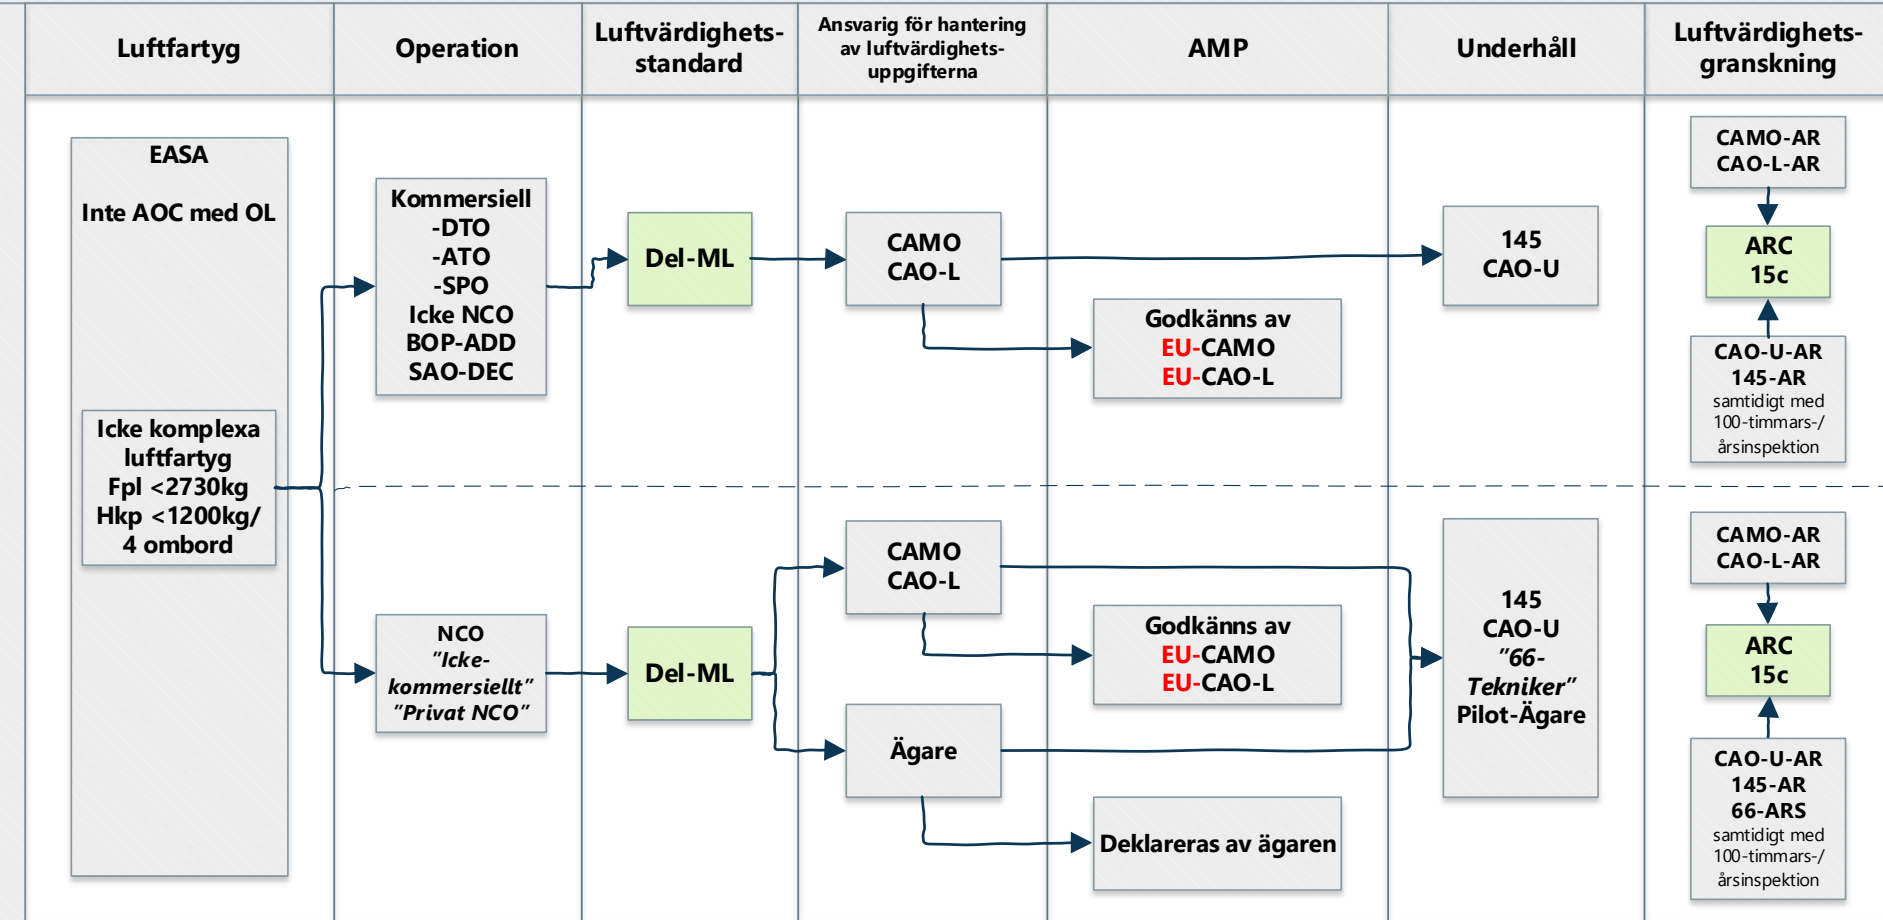 Luftfartyg
Operation
Luftvärdighets-
standard
Ansvarig för hantering
av luftvärdighets-
uppgifterna
AMP
Underhåll
Luftvärdighets-
granskning
EASA
Inte AOC med OL
Icke komplexa
luftfartyg
Fpl <2730kg
Hkp <1200kg/
4 ombord
Kommersiell
-DTO
-ATO
-SPO
Icke NCO
BOP-ADD
SAO-DEC
Del-ML
CAMO
CAO-L
Godkänns av
EU-CAMO
EU-CAO-L
145
CAO-U
CAMO-AR
CAO-L-AR
ARC
15c
CAO-U-AR
145-AR
samtidigt med
100-timmars-/
årsinspektion
NCO
”Icke-
kommersiellt”
”Privat NCO”
Del-ML
CAMO
CAO-L
Godkänns av
EU-CAMO
EU-CAO-L
Ägare
Deklareras av ägaren
145
CAO-U
”66-
Tekniker”
Pilot-Ägare
CAMO-AR
CAO-L-AR
ARC
15c
CAO-U-AR
145-AR
66-ARS
samtidigt med
100-timmars-/
årsinspektion